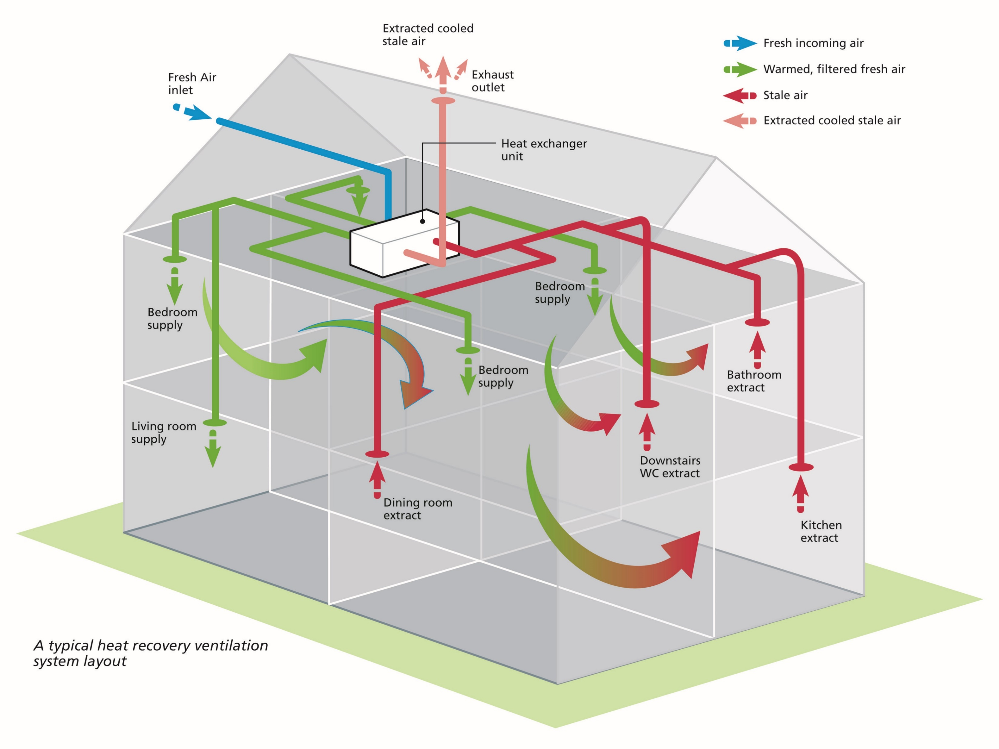 Extracted cooled
stale air
Fresh incoming air
Warmed, filtered fresh air
Stale air
Extracted cooled stale air
Fresh Air
inlet
Exhaust
outlet
Heat exchanger
unit
Bedroom
supply
Bedroom
supply
Bedroom
supply
Bathroom
extract
Living room
supply
Downstairs
WC extract
Dining room
extract
Kitchen
extract
A typical heat recovery ventilation
system layout